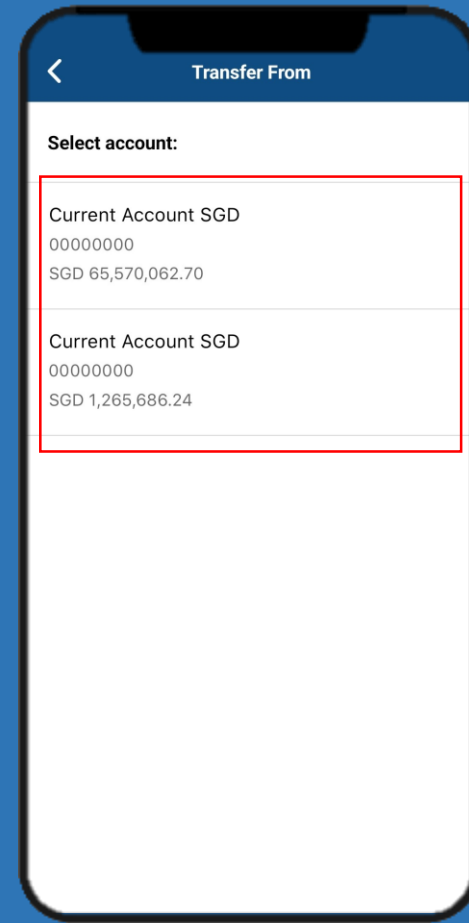 Transfer From
Select account:
Current Account SGD
00000000
SGD 65,570,062.70
Current Account SGD
00000000
SGD 1,265,686.24